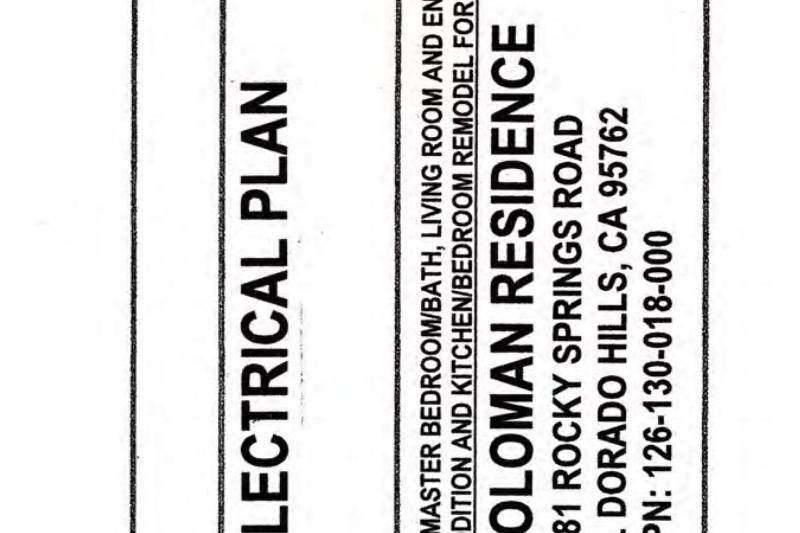 LECTRICAL PLAN
MASTER BEDROOM/BATH, LIVING ROOM AND EN
DITION AND KITCHEN/BEDROOM REMODEL FOR
OLOMAN RESIDENCE
81 ROCKY SPRINGS ROAD
. DORADO HILLS, CA 95762
PN: 126-130-018-000